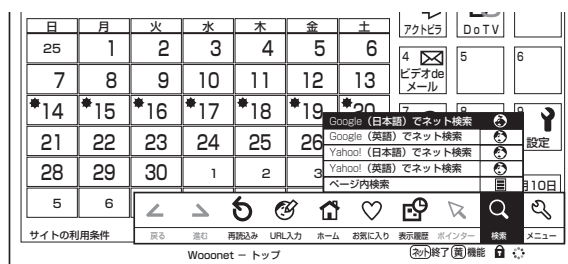 日 月 火 水 木 金 土
アクトビラ DoTV
25 1 2 3 4 5 6
4 5 6
ビデオde
メール
7 8 9 10 11 12 13
14 15 16 17 18 19 20
Google（日本語）でネット検索
Google（英語）でネット検索
Yahoo!（日本語）でネット検索
Yahoo!（英語）でネット検索
ページ内検索
設定
21 22 23 24 25 26
28 29 30 1 2 3
月10日
5 6
サイトの利用条件
戻る 進む 再読込み URL入力 ホーム お気に入り 表示履歴 ポインター 検索 メニュー
Wooonet − トップ
ネット終了 黄機能